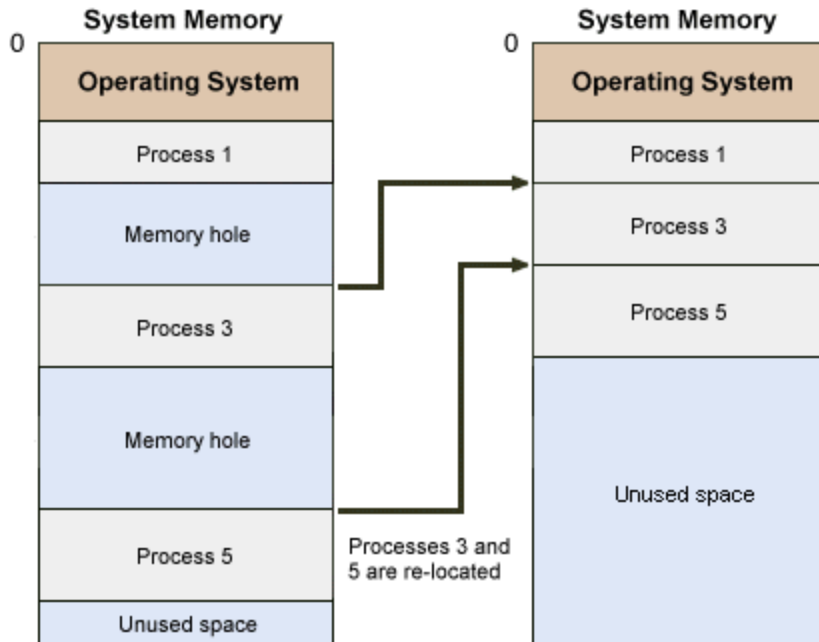 System Memory
0
Operating System
Process 1
Memory hole
Process 3
Memory hole
Process 5
Unused space
Processes 3 and
5 are re-located
System Memory
0
Operating System
Process 1
Process 3
Process 5
Unused space